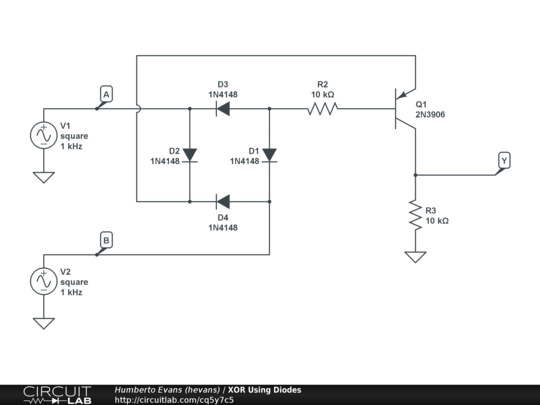 A
D3
1N4148
R2
10 kΩ
Q1
2N3906
V1
square
1 kHz
D2
1N4148
D1
1N4148
Y
D4
1N4148
R3
10 kΩ
B
V2
square
1 kHz
CIRCUIT
LAB
Humberto Evans (hevans) / XOR Using Diodes
http://circuitlab.com/cq5y7c5